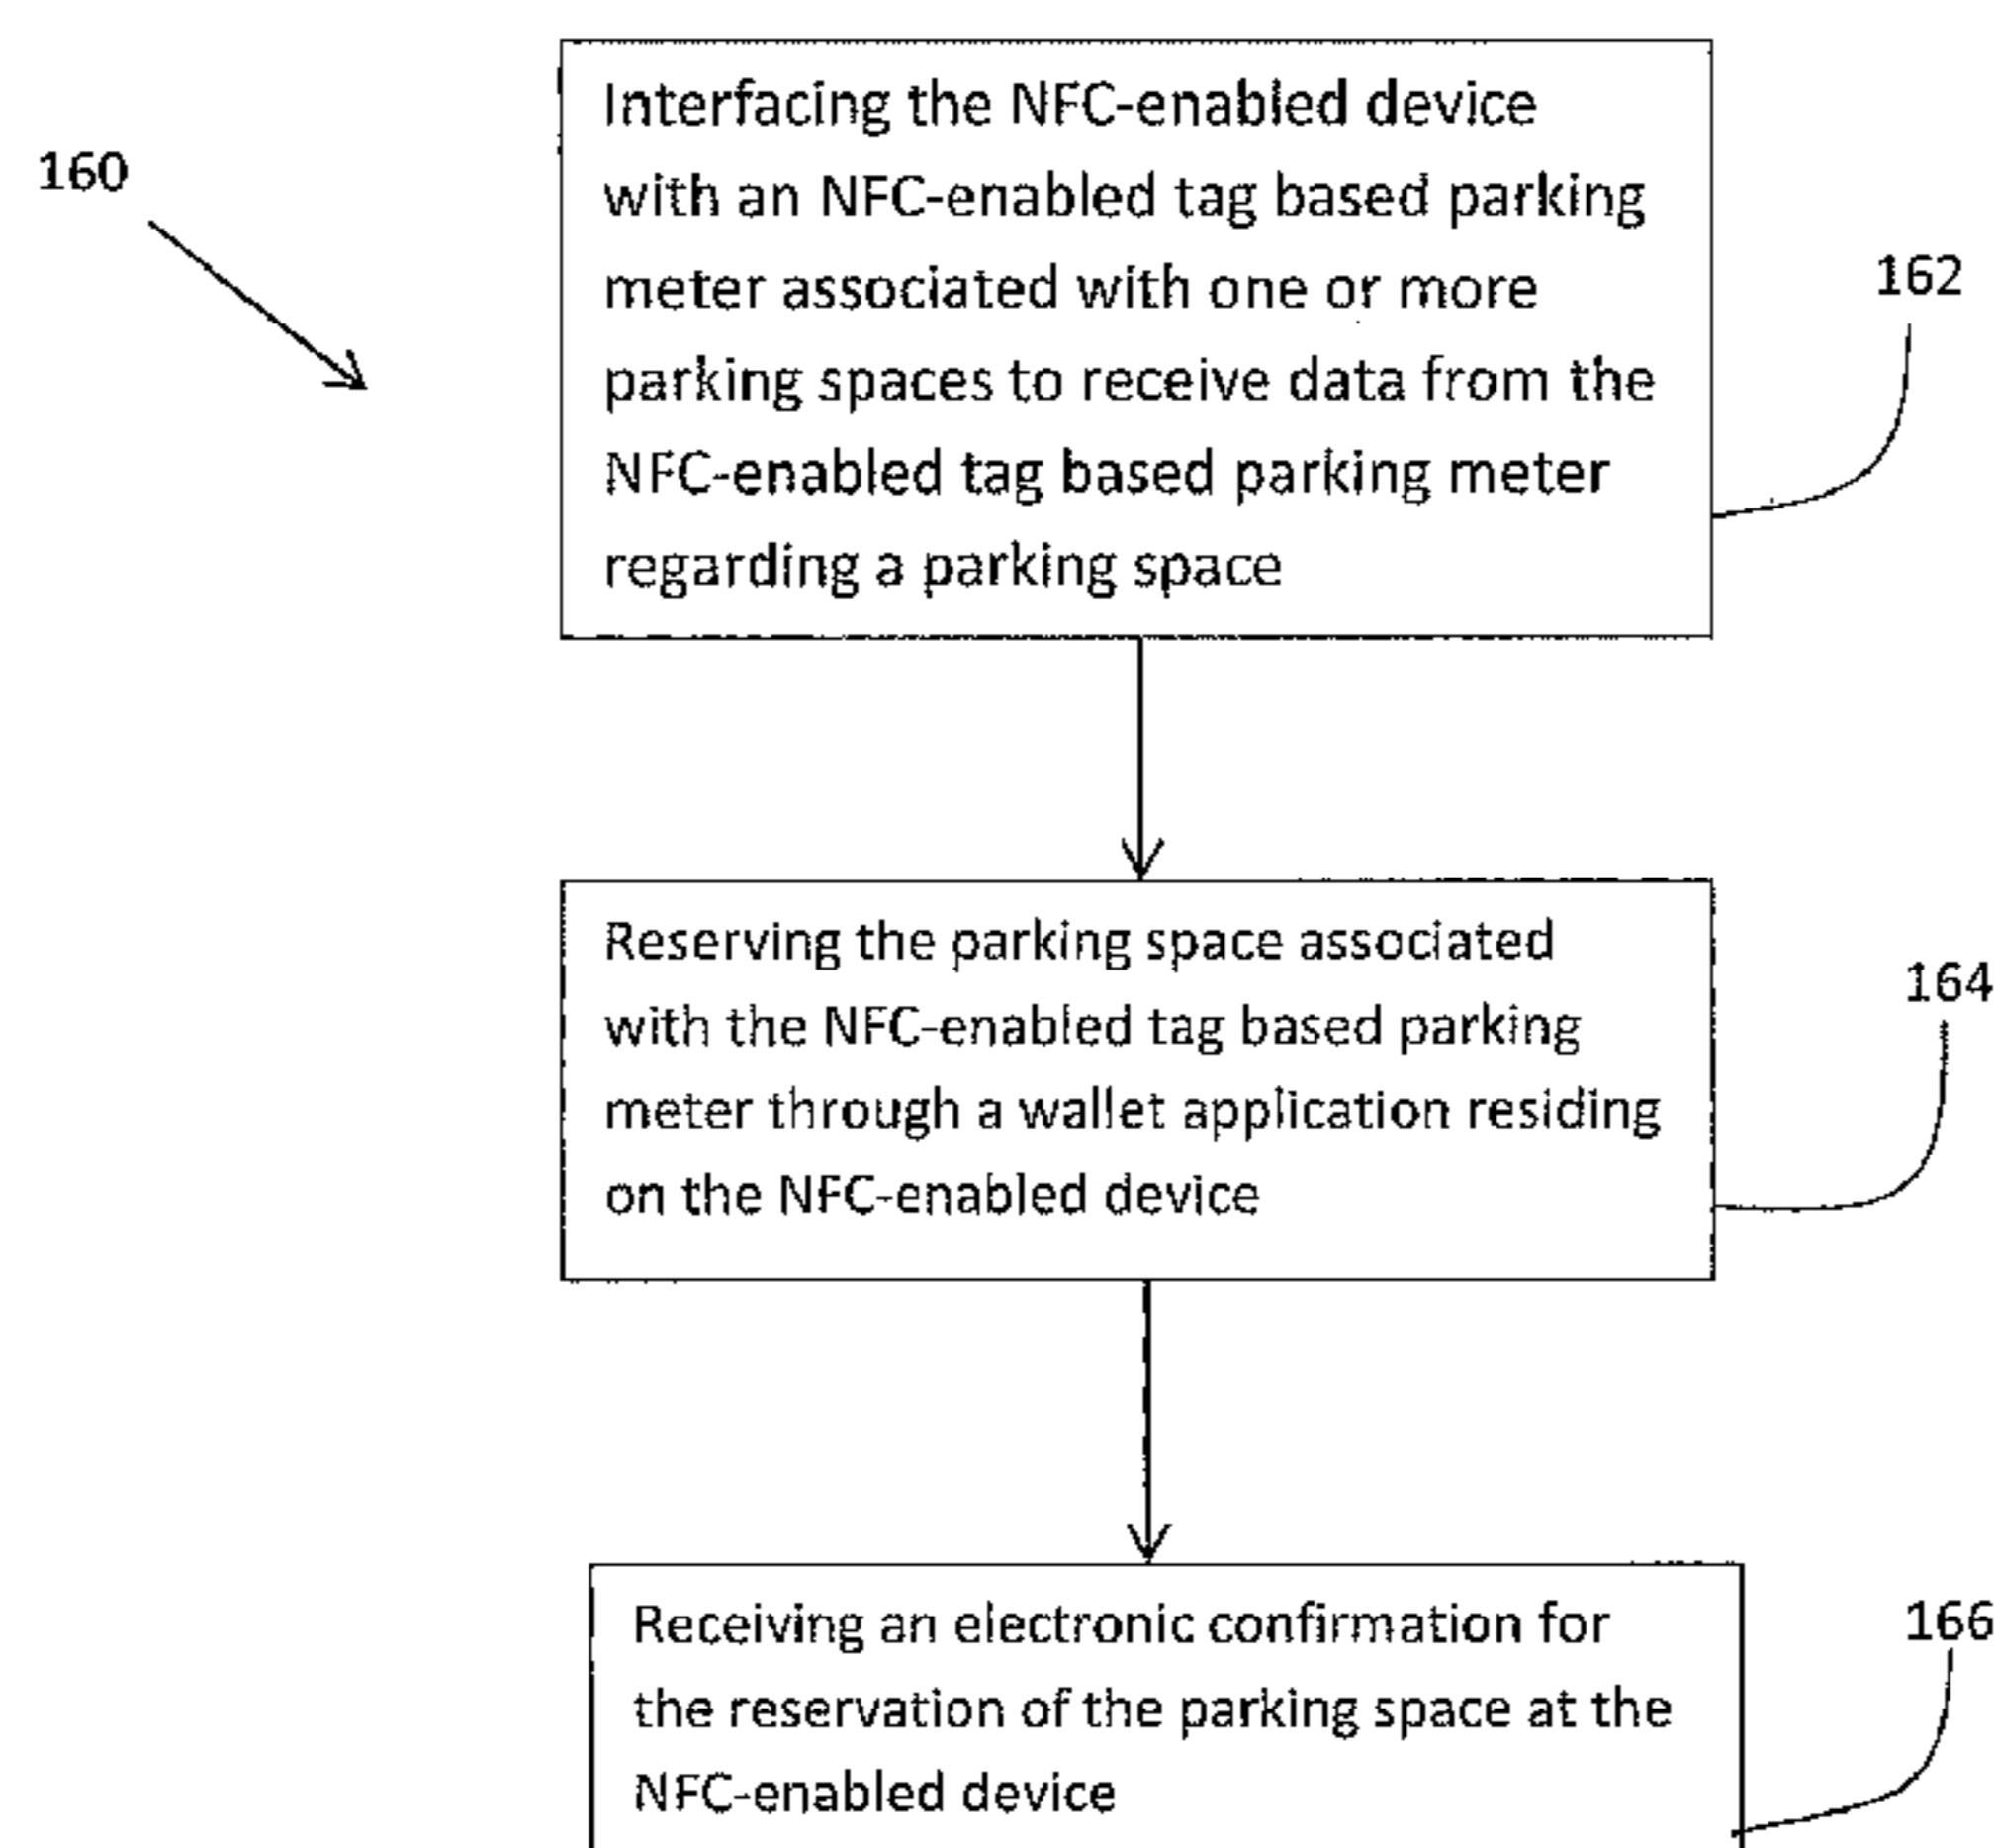 160
Interfacing the NFC-enabled device
with an NFC-enabled tag based parking
meter associated with one or more
parking spaces to receive data from the
NFC-enabled tag based parking meter
regarding a parking space
162
Reserving the parking space associated
with the NFC-enabled tag based parking
meter through a wallet application residing
on the NFC-enabled device
164
Receiving an electronic confirmation for
the reservation of the parking space at the
NFC-enabled device
166